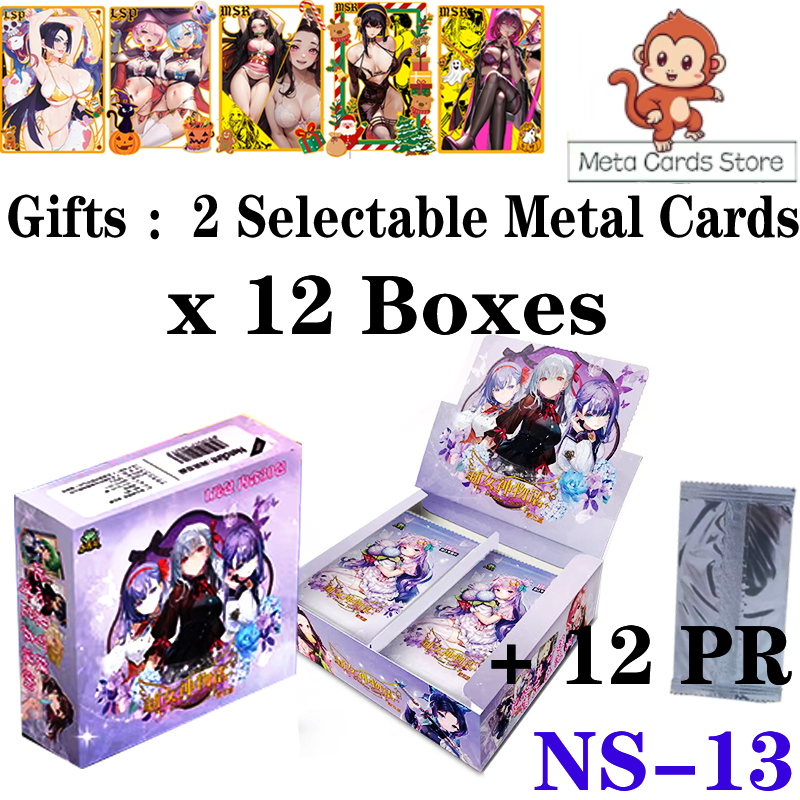 LSP
LSP
MSR
MSR
MSR
Meta Cards Store
Gifts： 2 Selectable Metal Cards
x 12 Boxes
+ 12 PR
NS-13